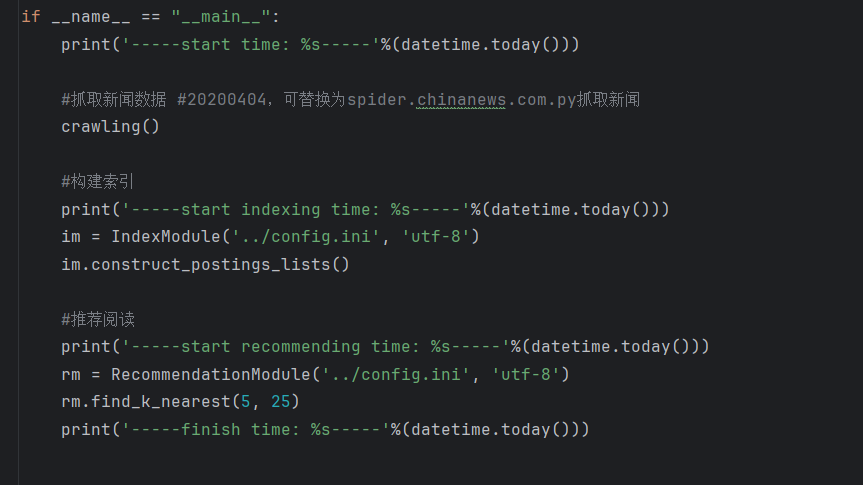 if __name__ == "__main__":
    print('-----start time: %s-----'%(datetime.today()))
    #抓取新闻数据 #20200404，可替换为spider.chinanews.com.py抓取新闻
    crawling()
    #构建索引
    print('-----start indexing time: %s-----'%(datetime.today()))
    im = IndexModule('../config.ini', 'utf-8')
    im.construct_postings_lists()
    #推荐阅读
    print('-----start recommending time: %s-----'%(datetime.today()))
    rm = RecommendationModule('../config.ini', 'utf-8')
    rm.find_k_nearest(5, 25)
    print('-----finish time: %s-----'%(datetime.today()))